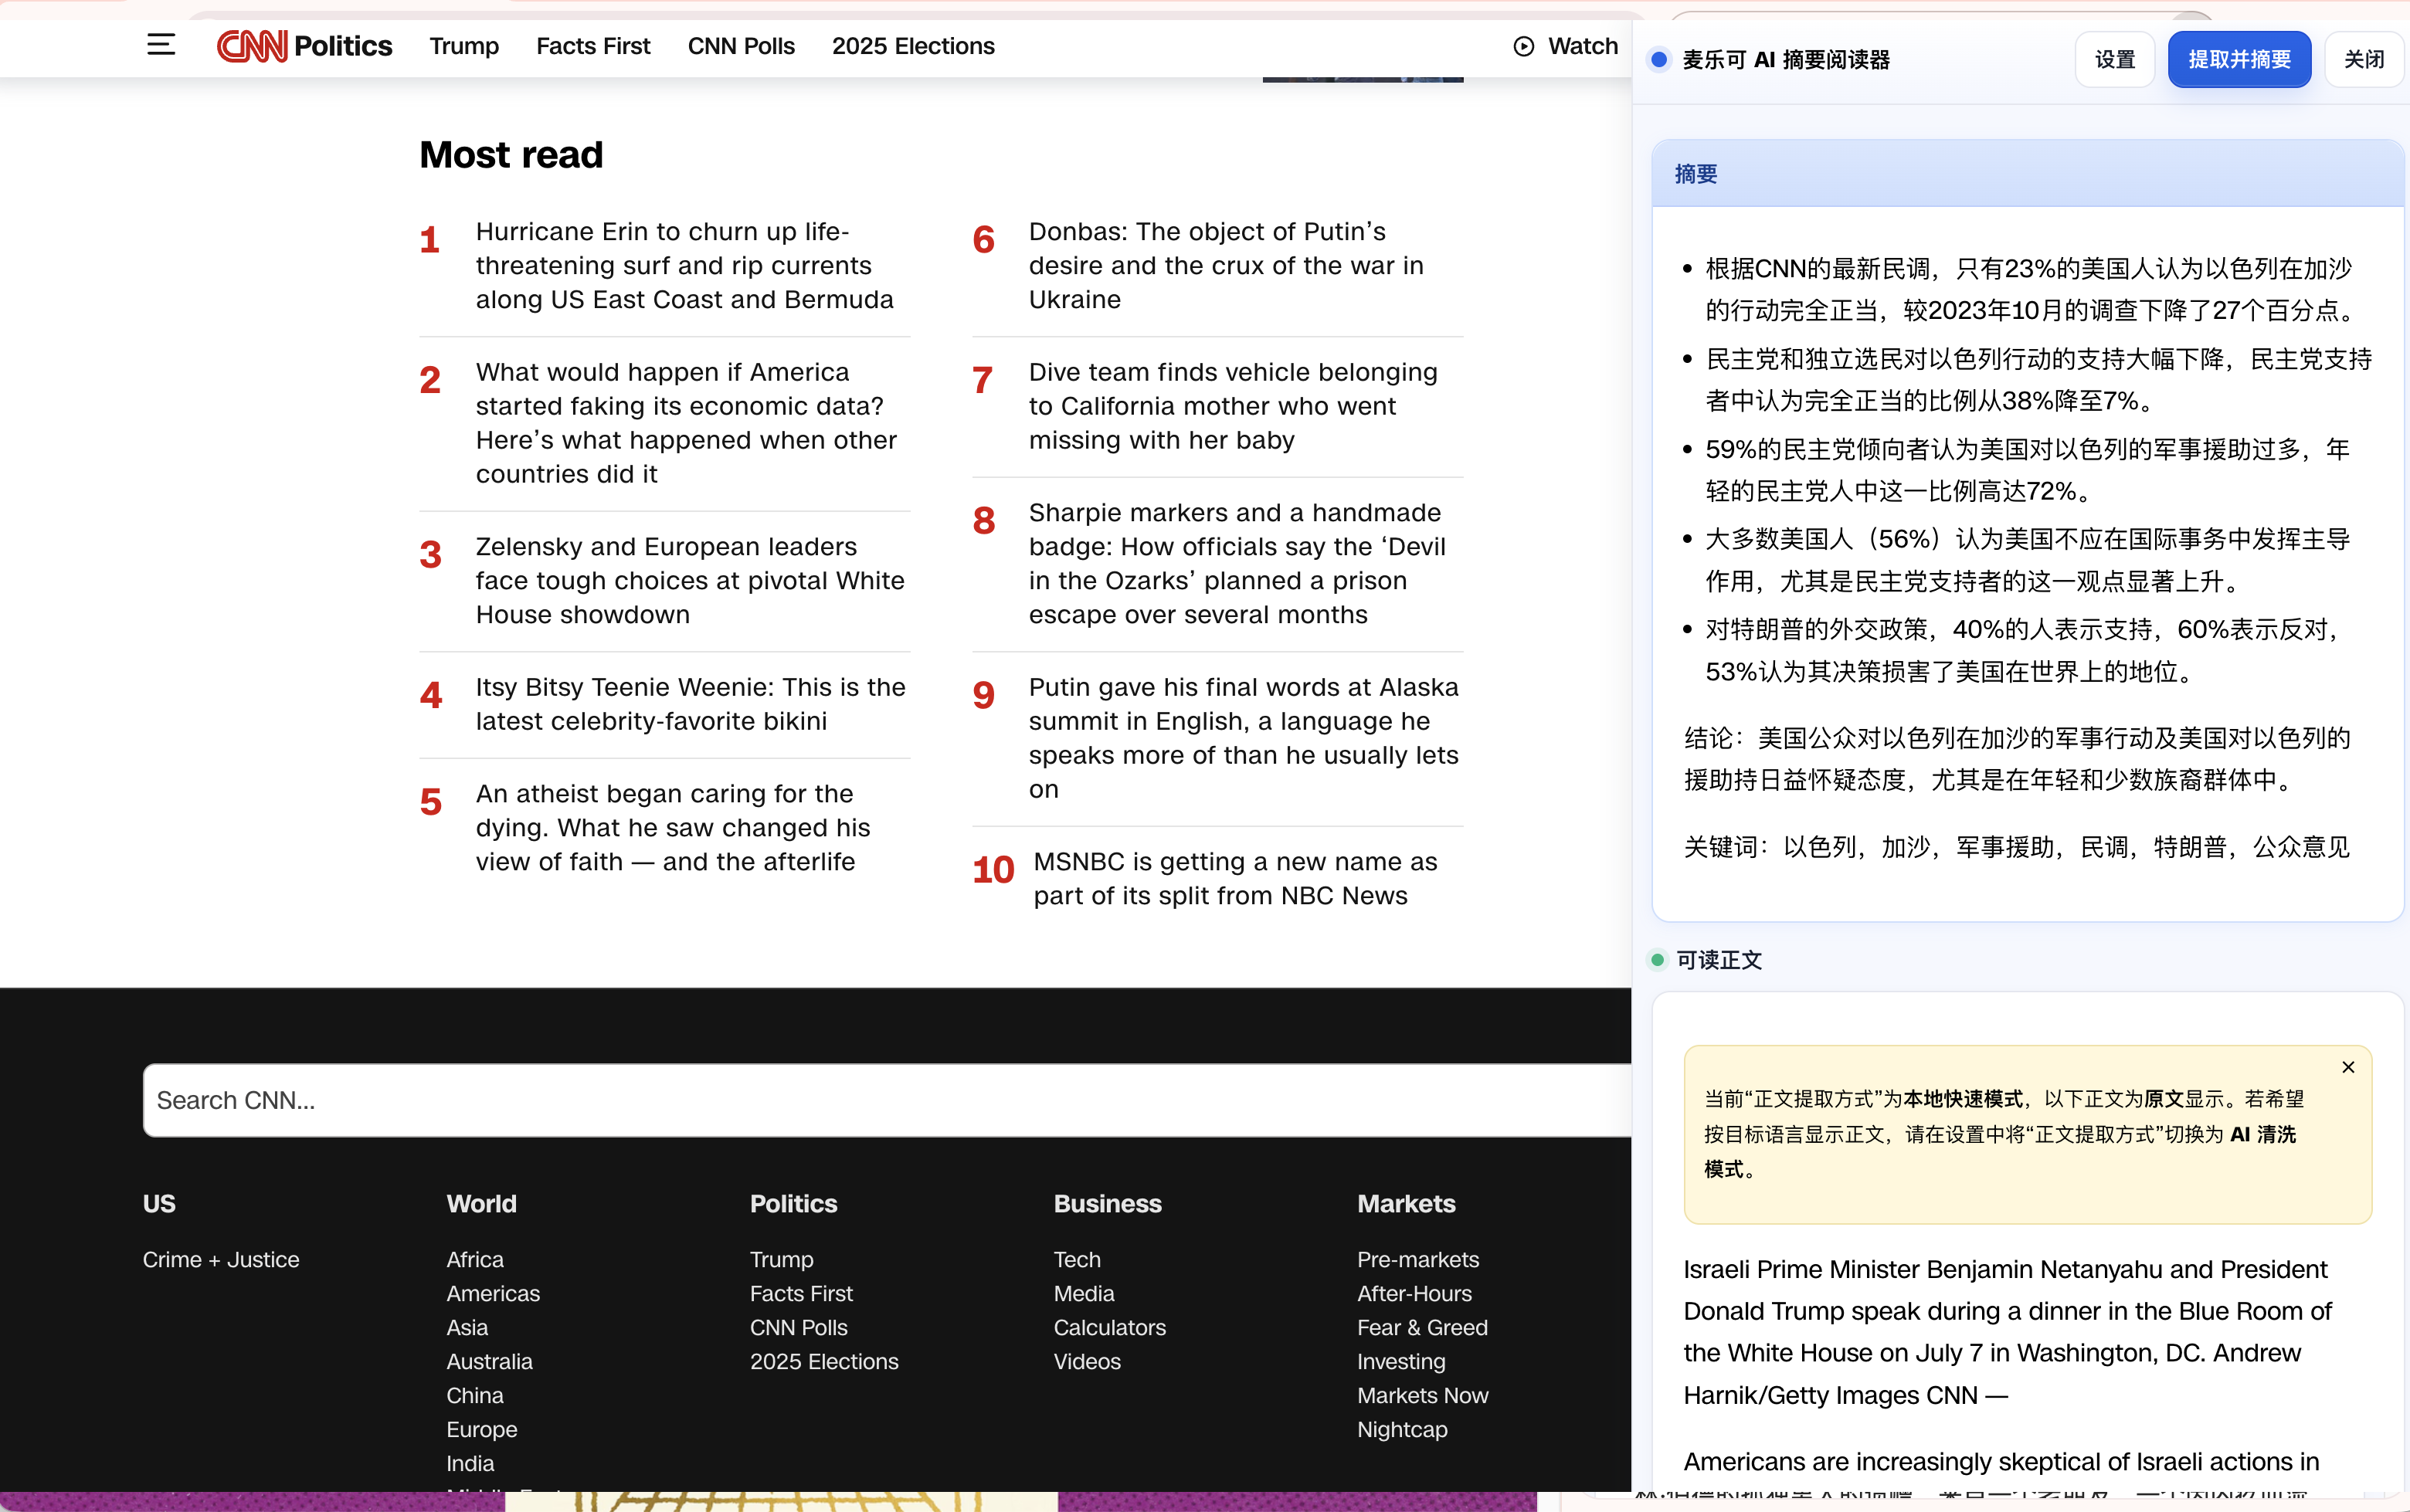 CNN Politics Trump Facts First CNN Polls 2025 Elections Watch
Most read
1 Hurricane Erin to churn up life-
threatening surf and rip currents
along US East Coast and Bermuda
2 What would happen if America
started faking its economic data?
Here’s what happened when other
countries did it
3 Zelensky and European leaders
face tough choices at pivotal White
House showdown
4 Itsy Bitsy Teenie Weenie: This is the
latest celebrity-favorite bikini
5 An atheist began caring for the
dying. What he saw changed his
view of faith — and the afterlife
6 Donbas: The object of Putin’s
desire and the crux of the war in
Ukraine
7 Dive team finds vehicle belonging
to California mother who went
missing with her baby
8 Sharpie markers and a handmade
badge: How officials say the ‘Devil
in the Ozarks’ planned a prison
escape over several months
9 Putin gave his final words at Alaska
summit in English, a language he
speaks more of than he usually lets
on
10 MSNBC is getting a new name as
part of its split from NBC News
Search CNN...
US
Crime + Justice
World
Africa
Americas
Asia
Australia
China
Europe
India
Politics
Trump
Facts First
CNN Polls
2025 Elections
Business
Tech
Media
Calculators
Videos
Markets
Pre-markets
After-Hours
Fear & Greed
Investing
Markets Now
Nightcap
麦乐可 AI 摘要阅读器 设置 提取并摘要 关闭
摘要
• 根据CNN的最新民调，只有23%的美国人认为以色列在加沙
的行动完全正当，较2023年10月的调查下降了27个百分点。
• 民主党和独立选民对以色列行动的支持大幅下降，民主党支持
者中认为完全正当的比例从38%降至7%。
• 59%的民主党倾向者认为美国对以色列的军事援助过多，年
轻的民主党人中这一比例高达72%。
• 大多数美国人（56%）认为美国不应在国际事务中发挥主导
作用，尤其是民主党支持者的这一观点显著上升。
• 对特朗普的外交政策，40%的人表示支持，60%表示反对，
53%认为其决策损害了美国在世界上的地位。
结论：美国公众对以色列在加沙的军事行动及美国对以色列的
援助持日益怀疑态度，尤其是在年轻和少数族裔群体中。
关键词：以色列，加沙，军事援助，民调，特朗普，公众意见
可读正文
×
当前“正文提取方式”为本地快速模式，以下正文为原文显示。若希望
按目标语言显示正文，请在设置中将“正文提取方式”切换为 AI 清洗
模式。
Israeli Prime Minister Benjamin Netanyahu and President
Donald Trump speak during a dinner in the Blue Room of
the White House on July 7 in Washington, DC. Andrew
Harnik/Getty Images CNN —
Americans are increasingly skeptical of Israeli actions in